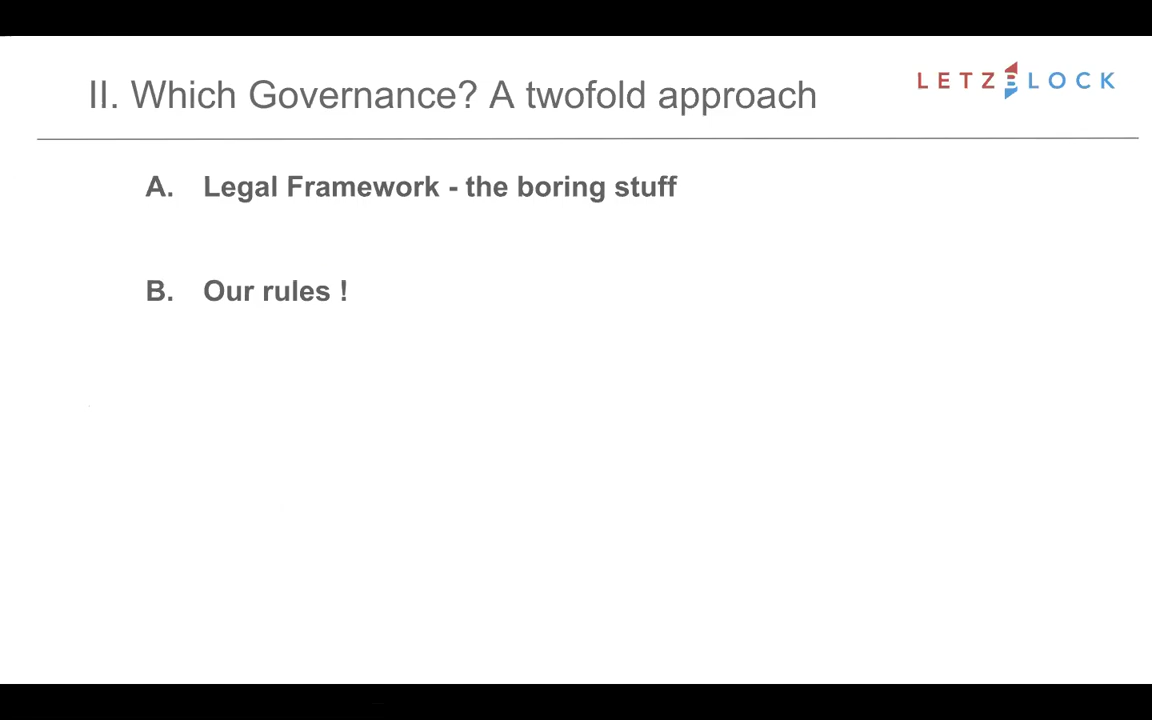 II. Which Governance? A twofold approach
LETZBLOCK
A. Legal Framework - the boring stuff
B. Our rules !